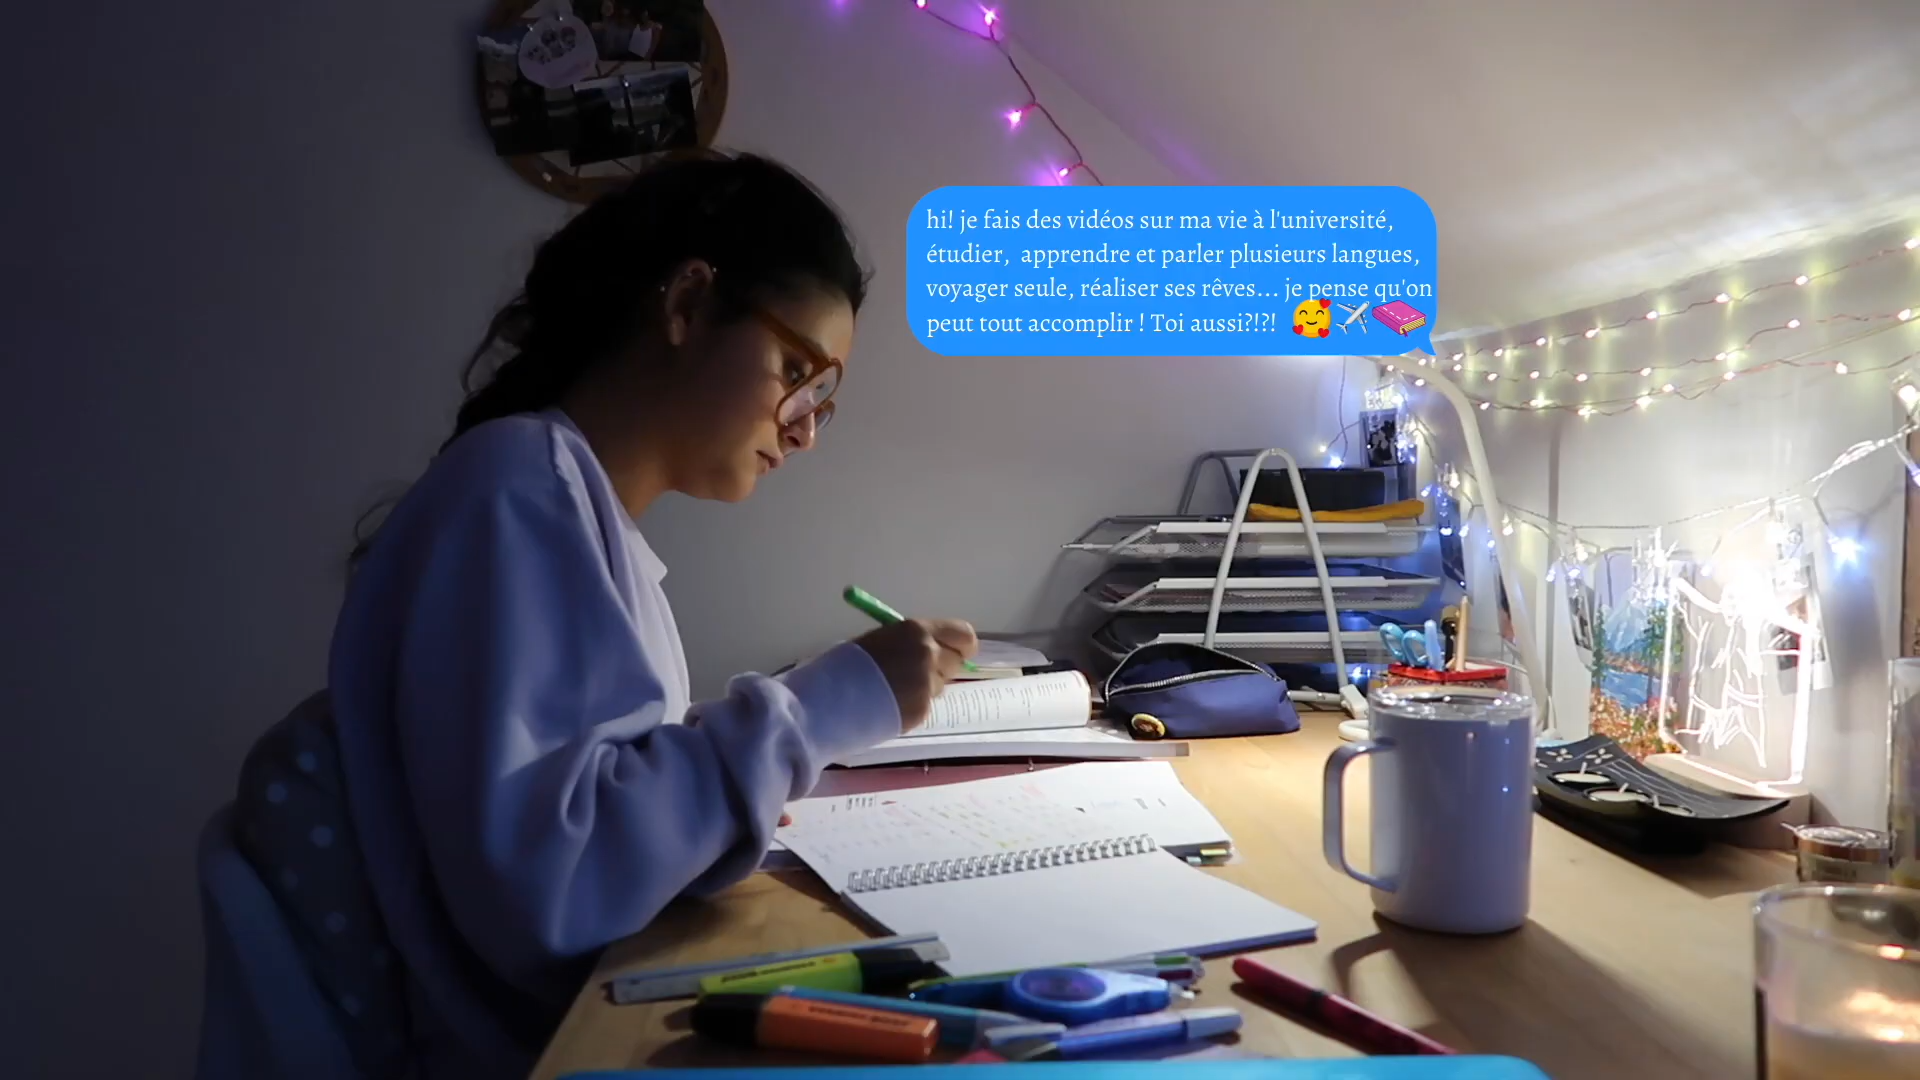 hi! je fais des vidéos sur ma vie à l'université,
étudier,  apprendre et parler plusieurs langues,
voyager seule, réaliser ses rêves... je pense qu'on
peut tout accomplir ! Toi aussi?!?! 🥰✈️📖